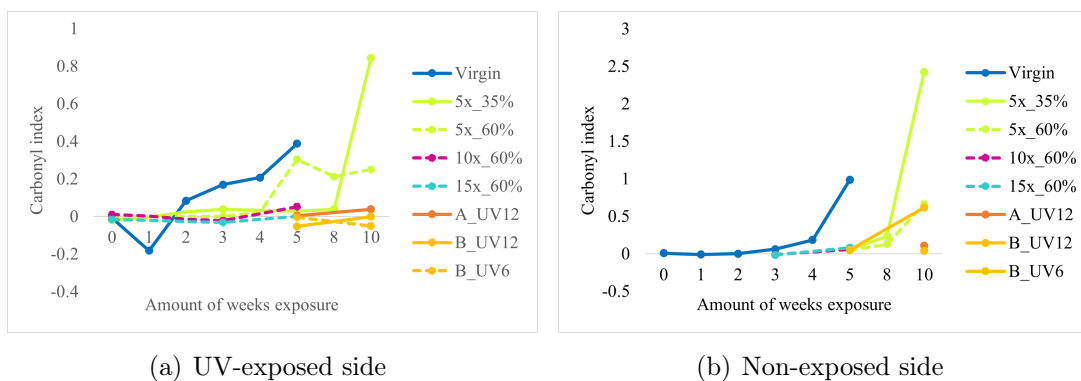 1
0.8
0.6
0.4
0.2
0
-0.2
-0.4
Carbonyl index
0 1 2 3 4 5 8 10
Amount of weeks exposure
Virgin
5x_35%
5x_60%
10x_60%
15x_60%
A_UV12
B_UV12
B_UV6
(a) UV-exposed side
3
2.5
2
1.5
1
0.5
0
-0.5
Carbonyl index
0 1 2 3 4 5 8 10
Amount of weeks exposure
Virgin
5x_35%
5x_60%
10x_60%
15x_60%
A_UV12
B_UV12
B_UV6
(b) Non-exposed side